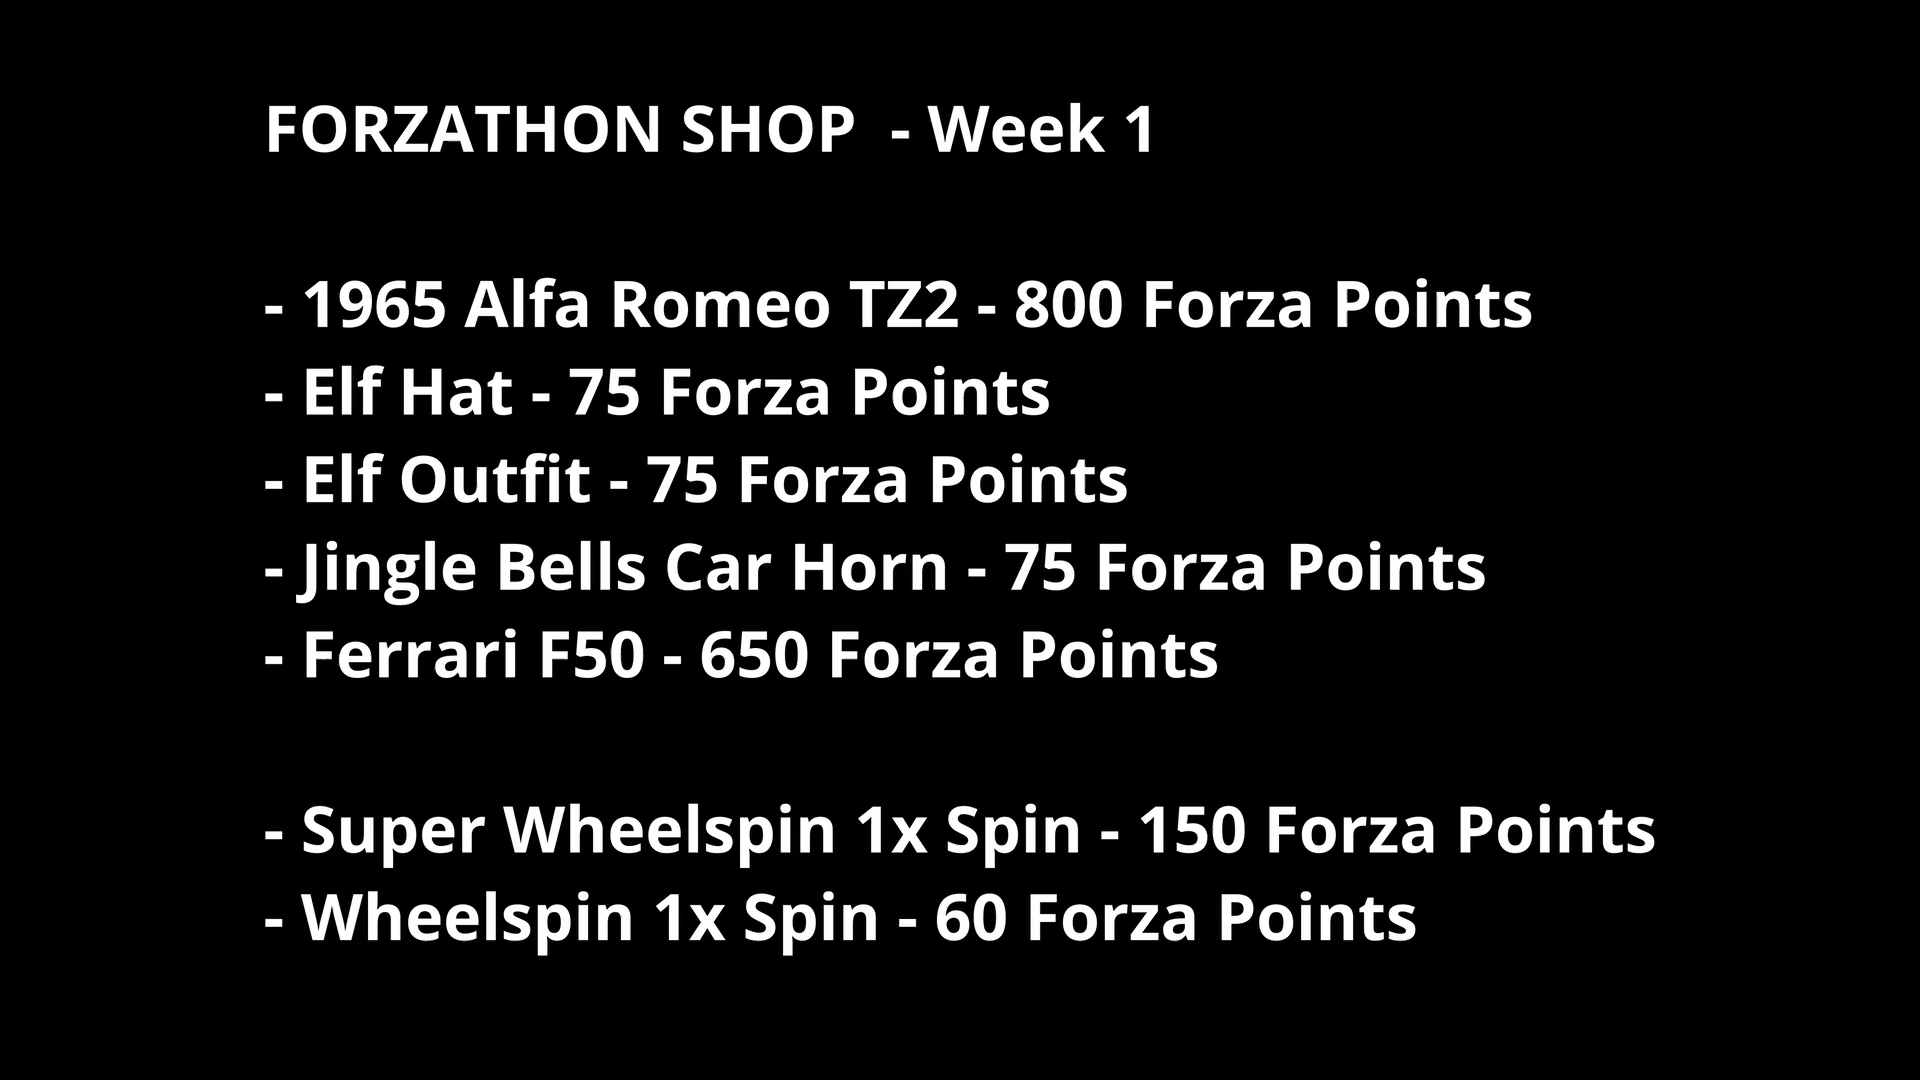 FORZATHON SHOP  - Week 1
- 1965 Alfa Romeo TZ2 - 800 Forza Points
- Elf Hat - 75 Forza Points
- Elf Outfit - 75 Forza Points
- Jingle Bells Car Horn - 75 Forza Points
- Ferrari F50 - 650 Forza Points
- Super Wheelspin 1x Spin - 150 Forza Points
- Wheelspin 1x Spin - 60 Forza Points